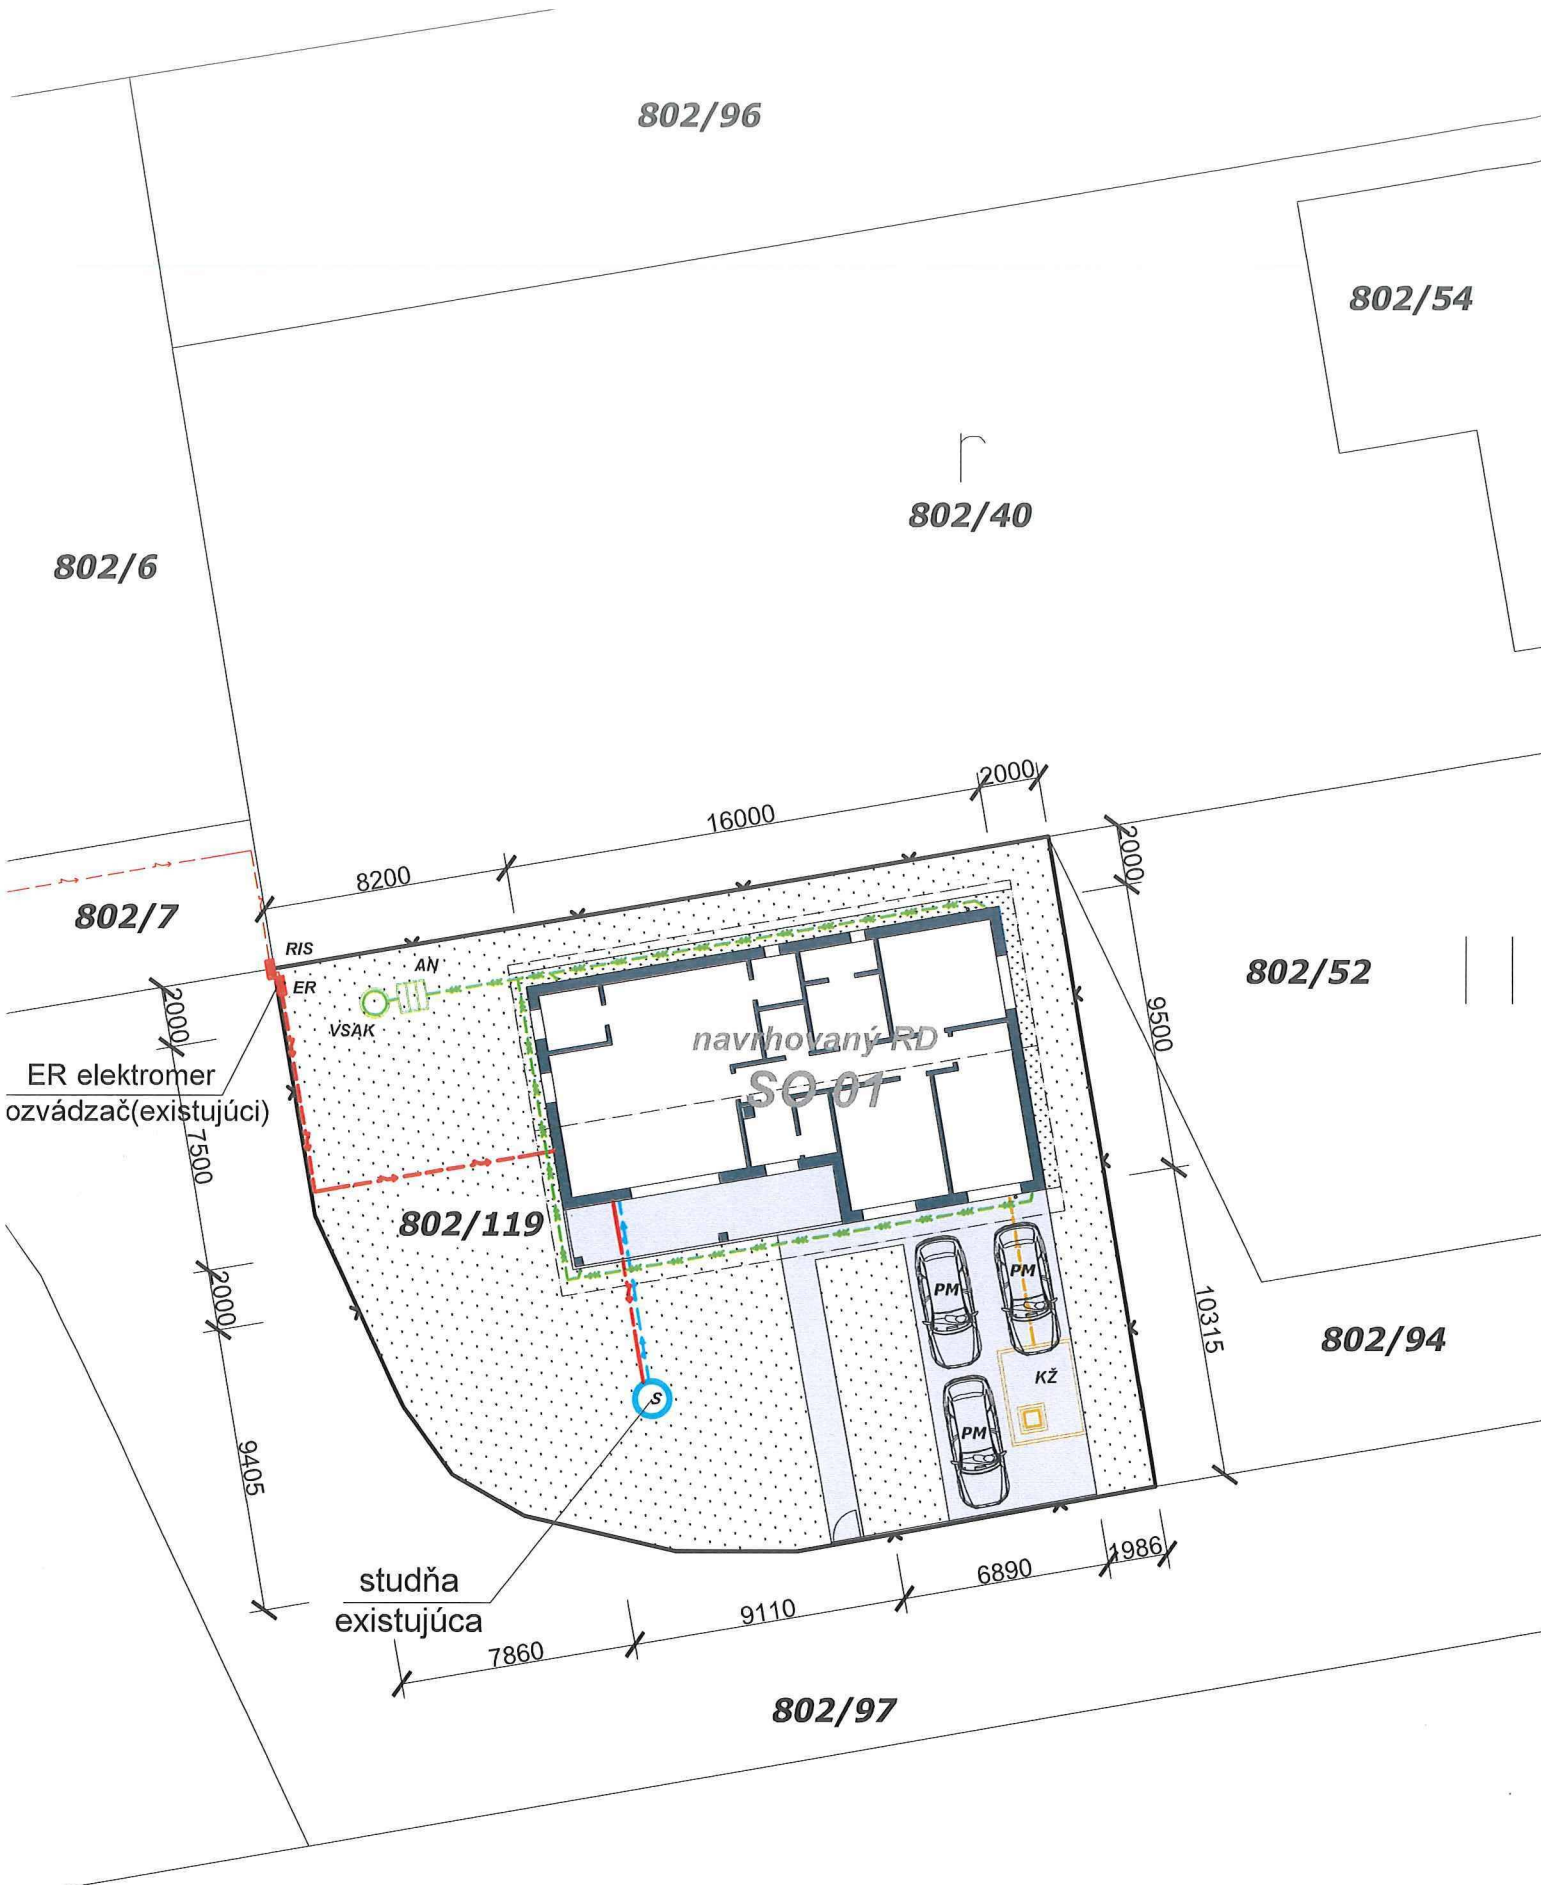 802/96
802/54
802/40
802/6
2000
16000
8200
2000
802/7
RIS
AN
ER
VSAK
802/52
2000
9500
navrhovaný RD
SO 01
ER elektromer
ozvádzač(existujúci)
7500
802/119
2000
PM
PM
10315
802/94
KŽ
S
PM
9405
studňa
existujúca
1986
6890
9110
7860
802/97